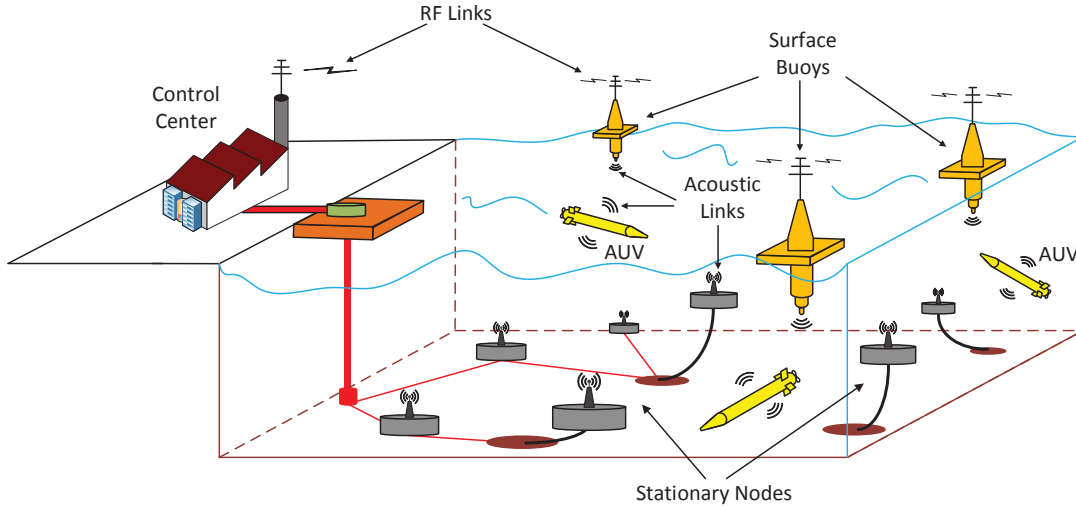 RF Links
Surface
Buoys
Control
Center
Acoustic
Links
AUV
AUV
Stationary Nodes